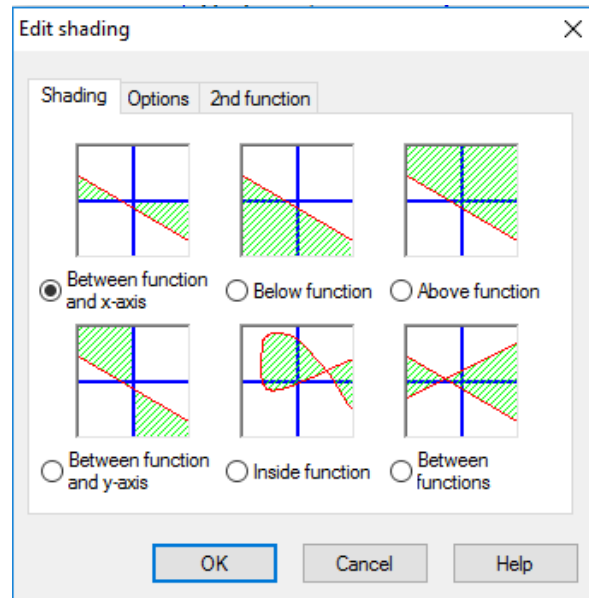 Edit shading
Shading Options 2nd function
Between function
and x-axis
Below function
Above function
Between function
and y-axis
Inside function
Between
functions
OK Cancel Help